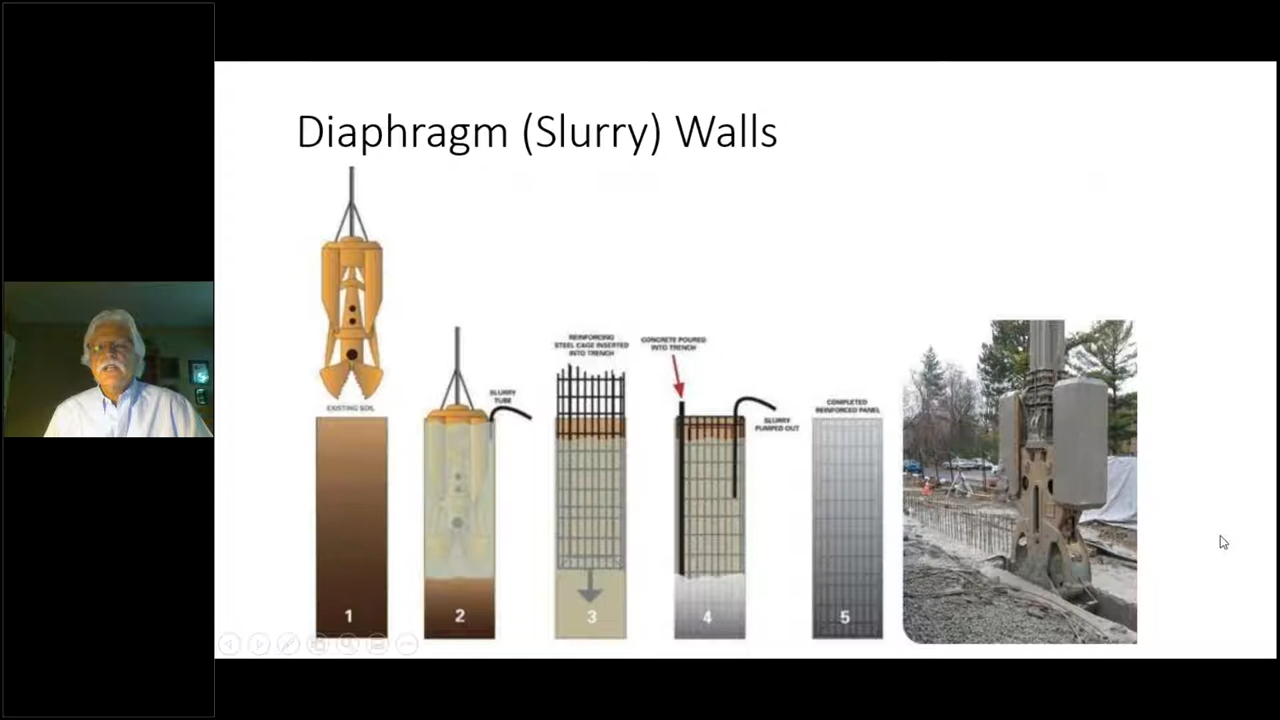 Diaphragm (Slurry) Walls
EXISTING SOIL
SLURRY
TUBE
REINFORCING
STEEL CAGE INSERTED
INTO TRENCH
CONCRETE POURED
INTO TRENCH
SLURRY
PUMPED OUT
COMPLETED
REINFORCED PANEL
1
2
3
4
5